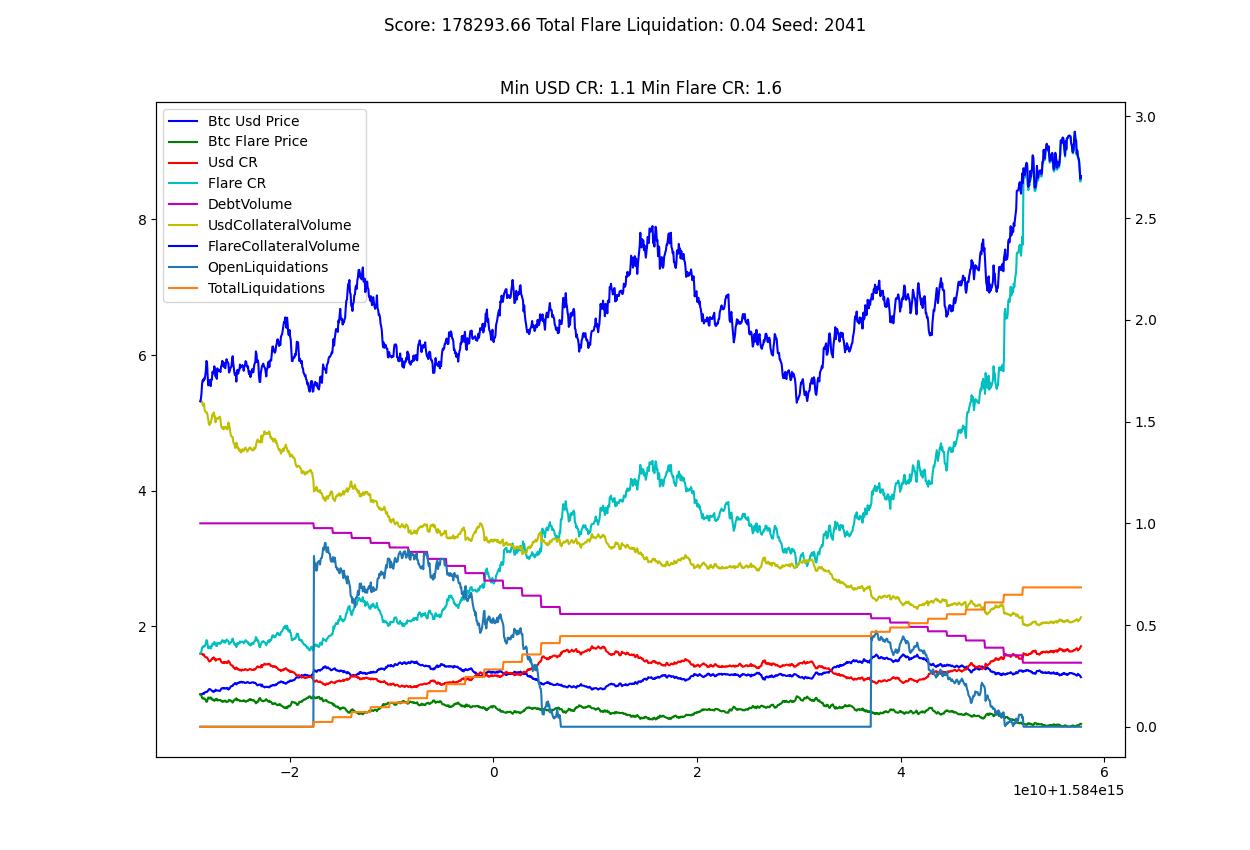 Score: 178293.66 Total Flare Liquidation: 0.04 Seed: 2041
Min USD CR: 1.1 Min Flare CR: 1.6
Btc Usd Price
Btc Flare Price
Usd CR
Flare CR
DebtVolume
UsdCollateralVolume
FlareCollateralVolume
OpenLiquidations
TotalLiquidations
8
6
4
2
3.0
2.5
2.0
1.5
1.0
0.5
0.0
−2 0 2 4 6
1e10+1.584e15